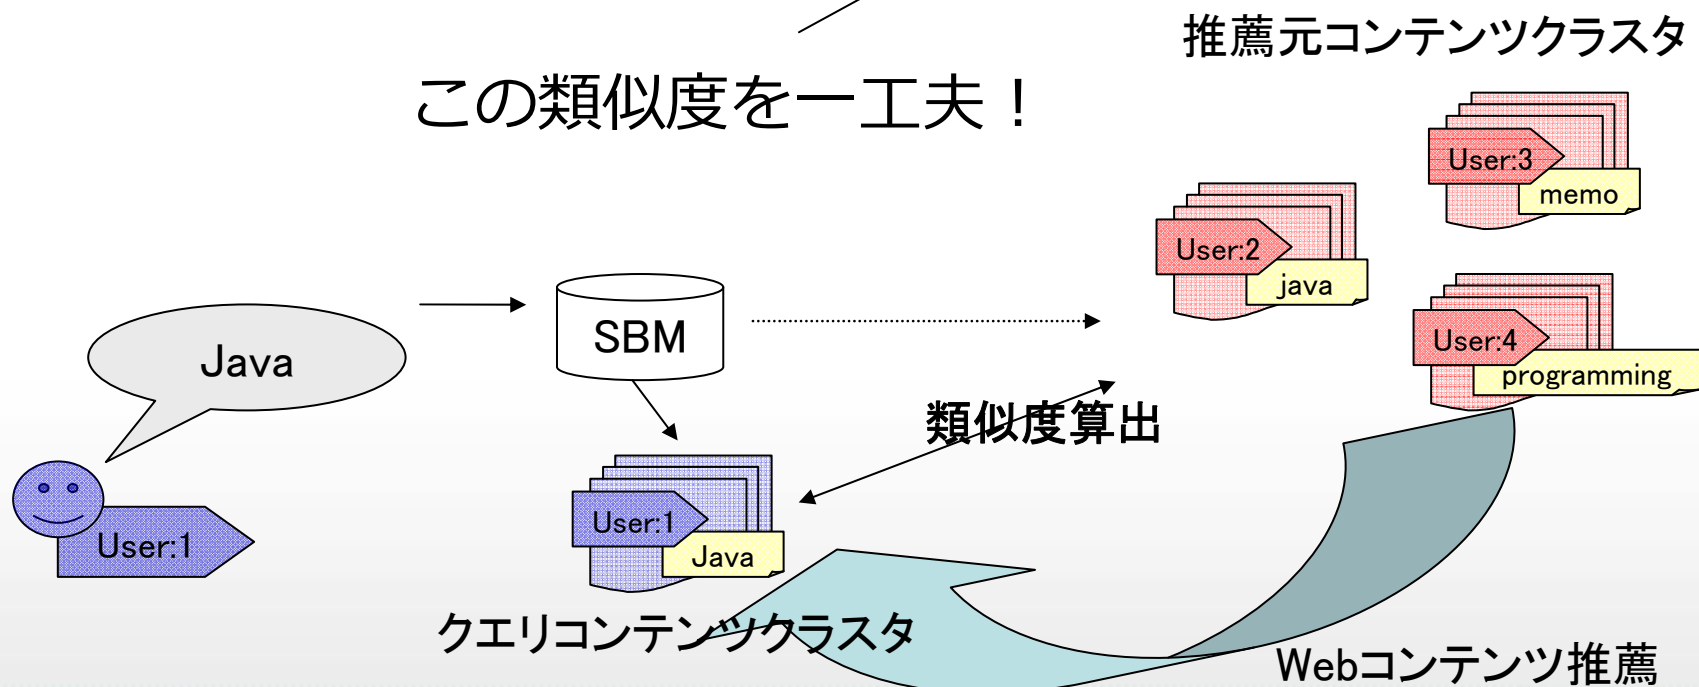 推薦元コンテンツクラスタ
この類似度を一工夫！
User:3
memo
User:2
java
User:4
programming
SBM
Java
類似度算出
User:1
User:1
Java
クエリコンテンツクラスタ
Webコンテンツ推薦